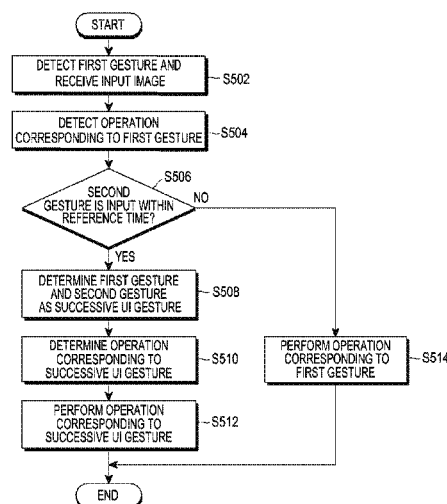 START
DETECT FIRST GESTURE AND
RECEIVE INPUT IMAGE
S502
DETECT OPERATION
CORRESPONDING TO FIRST GESTURE
S504
S506
SECOND
GESTURE IS INPUT WITHIN
REFERENCE TIME?
NO
YES
DETERMINE FIRST GESTURE
AND SECOND GESTURE
AS SUCCESSIVE UI GESTURE
S508
DETERMINE OPERATION
CORRESPONDING TO
SUCCESSIVE UI GESTURE
S510
PERFORM OPERATION
CORRESPONDING TO
FIRST GESTURE
S514
PERFORM OPERATION
CORRESPONDING TO
SUCCESSIVE UI GESTURE
S512
END